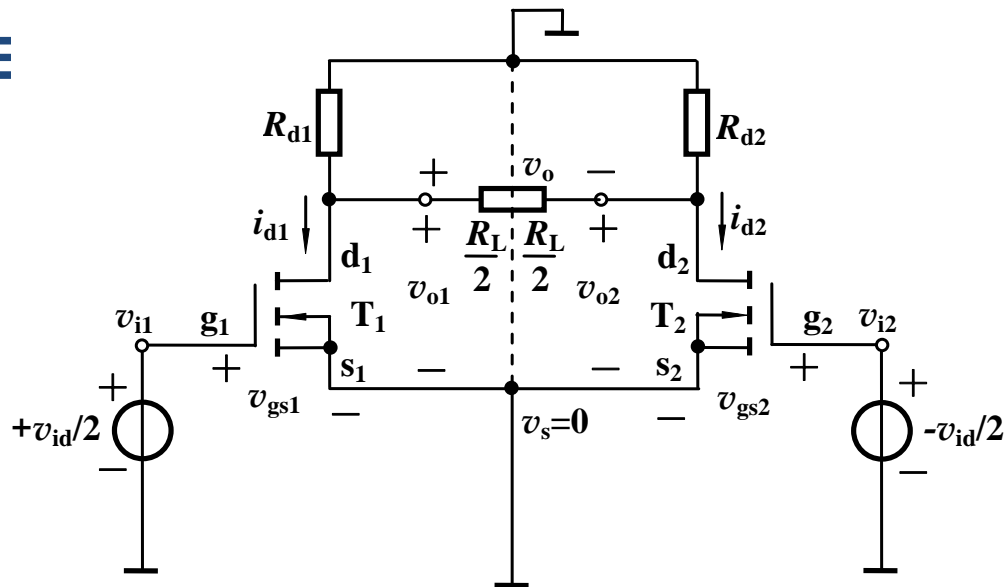 R_d1 R_d2
+ v_o −
i_d1 i_d2
+ R_L/2 R_L/2 +
d_1 d_2
v_o1 v_o2
v_i1 g_1 T_1 T_2 g_2 v_i2
+ s_1 − − s_2 +
+ v_gs1 − − v_gs2 +
+v_id/2 v_s=0 -v_id/2
− −